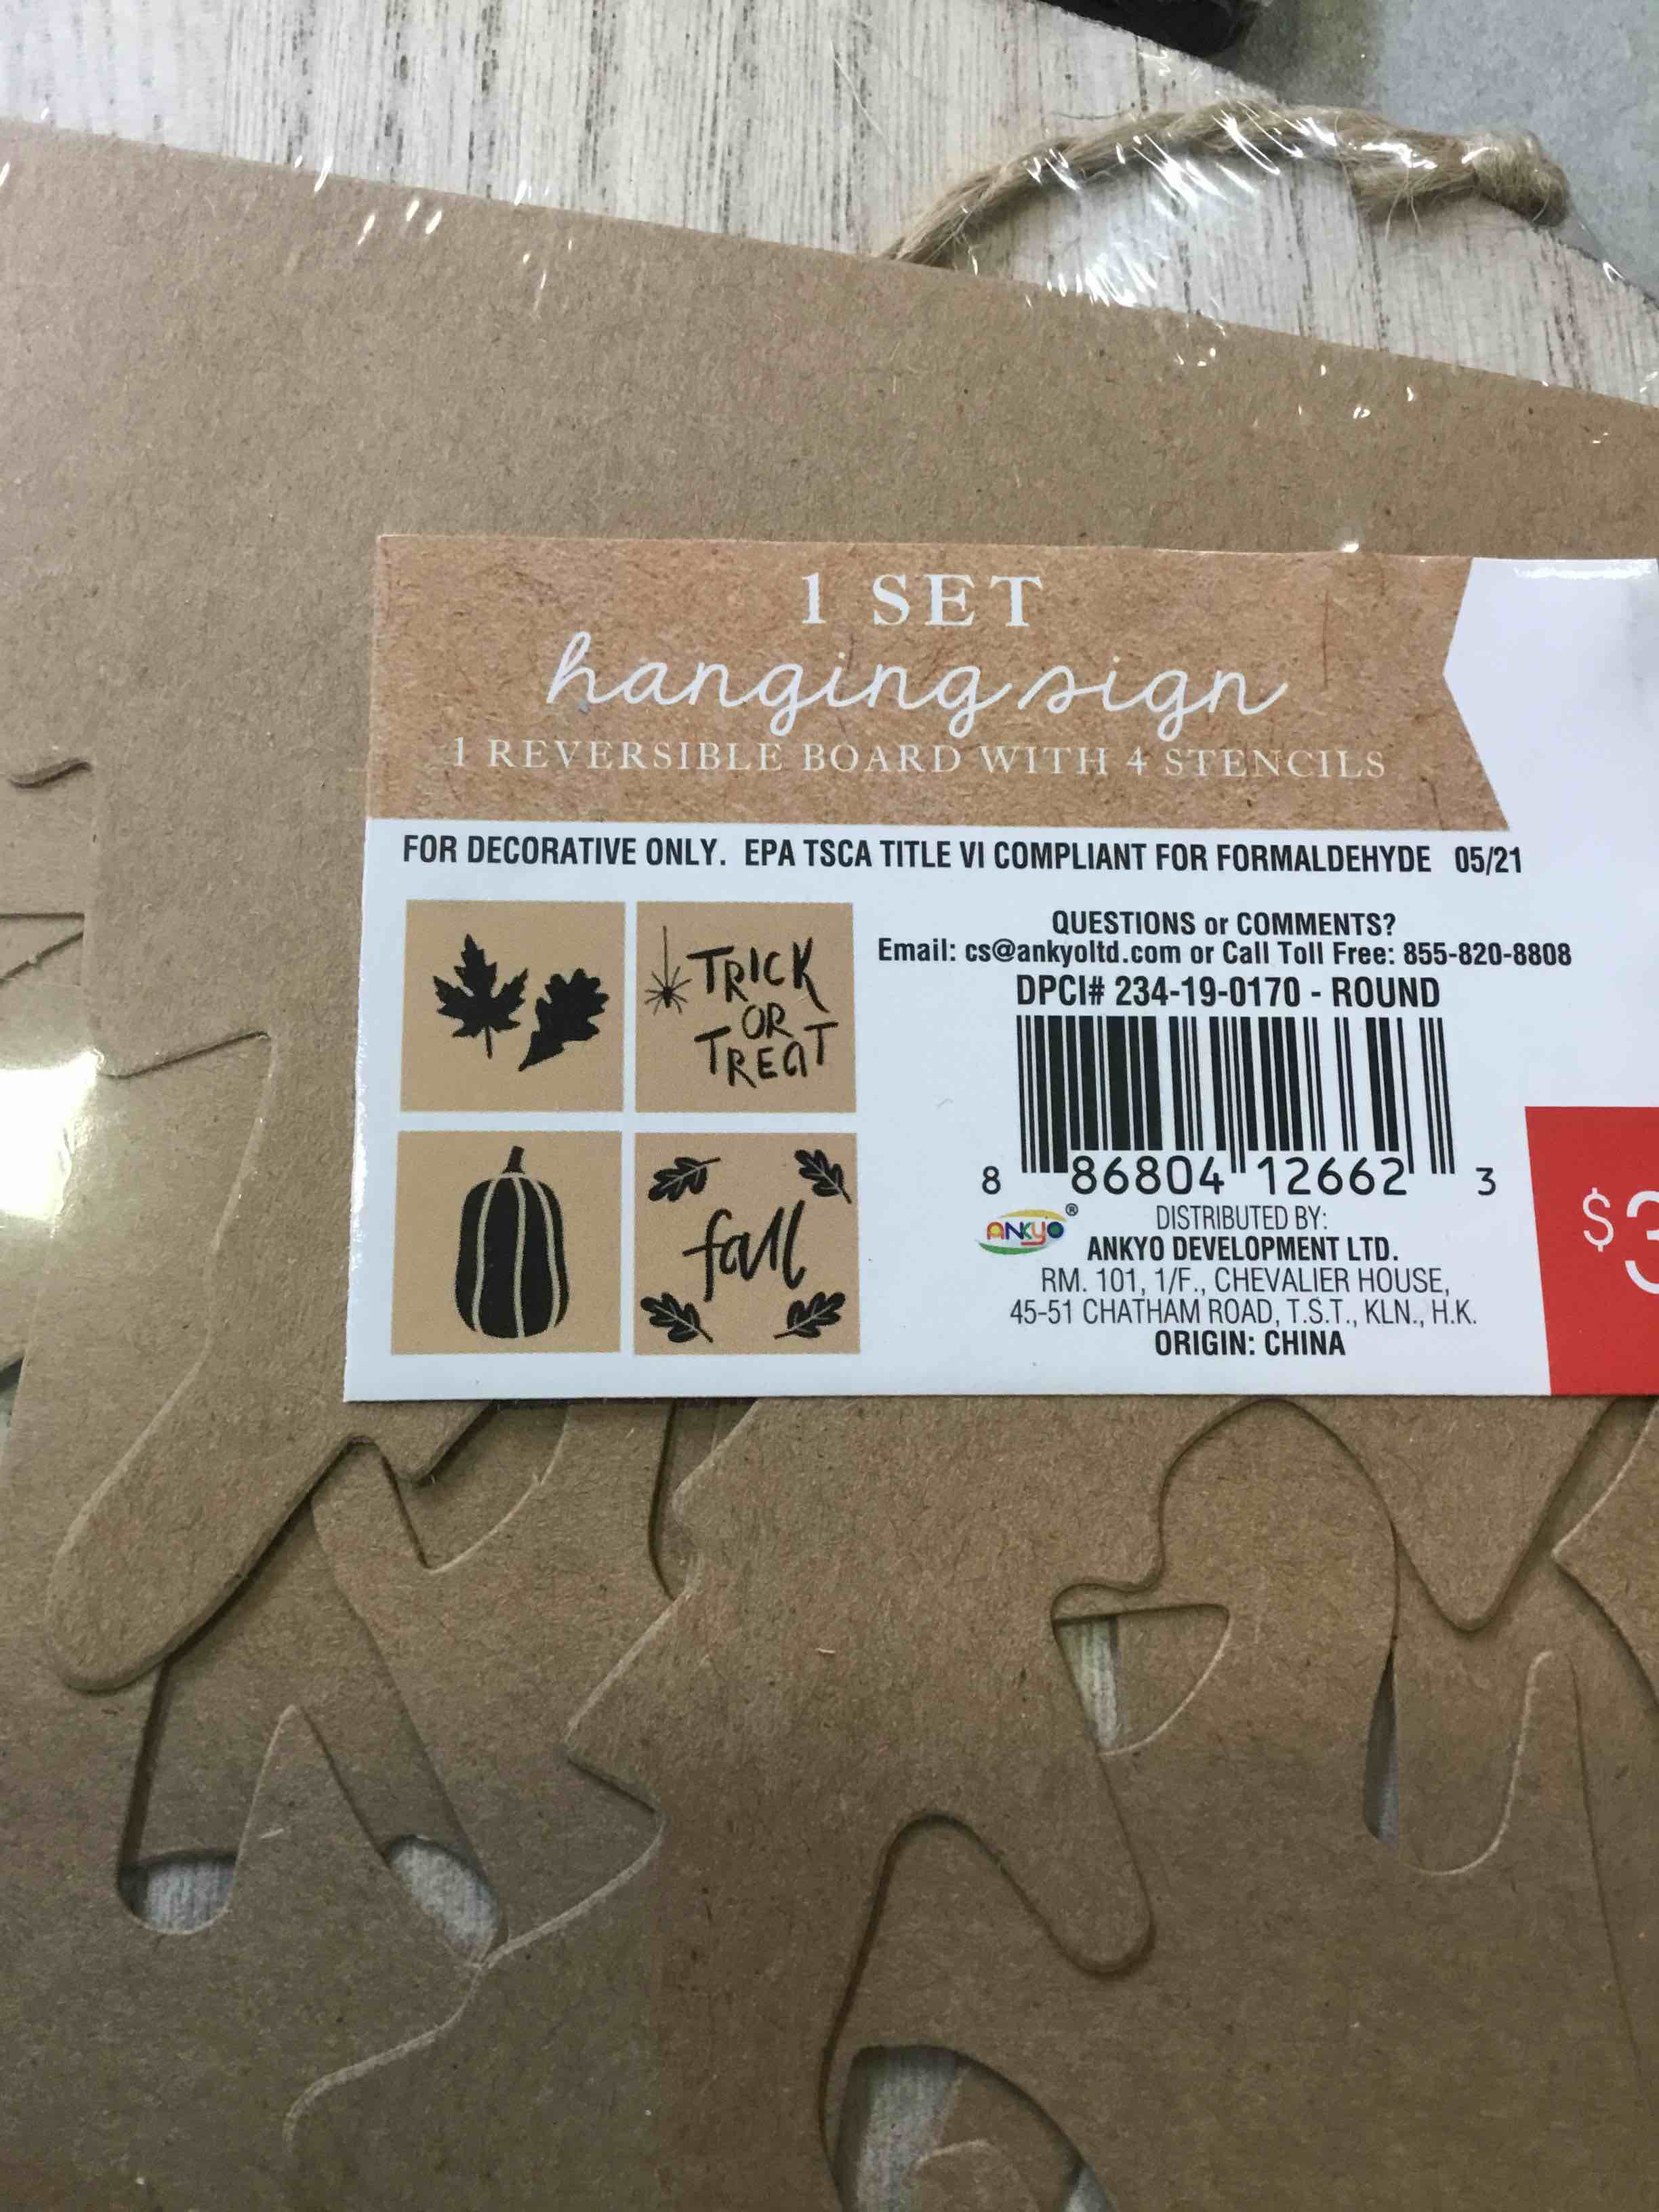 1 SET
hanging sign
1 REVERSIBLE BOARD WITH 4 STENCILS
FOR DECORATIVE ONLY. EPA TSCA TITLE VI COMPLIANT FOR FORMALDEHYDE 05/21
TRICK
OR
TREAT
fall
QUESTIONS or COMMENTS?
Email: cs@ankyoltd.com or Call Toll Free: 855-820-8808
DPCI# 234-19-0170 - ROUND
8 86804 12662 3
ANKYO®
DISTRIBUTED BY:
ANKYO DEVELOPMENT LTD.
RM. 101, 1/F., CHEVALIER HOUSE,
45-51 CHATHAM ROAD, T.S.T., KLN., H.K.
ORIGIN: CHINA
$3